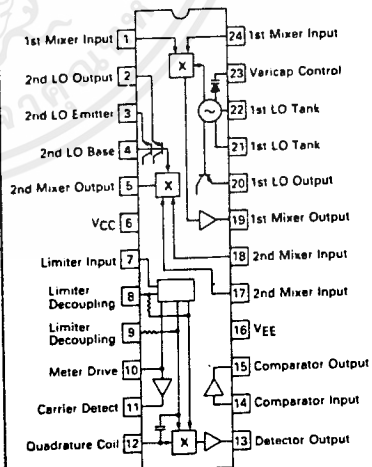 1st Mixer Input 1
2nd LO Output 2
2nd LO Emitter 3
2nd LO Base 4
2nd Mixer Output 5
VCC 6
Limiter Input 7
Limiter
Decoupling 8
Limiter
Decoupling 9
Meter Drive 10
Carrier Detect 11
Quadrature Coil 12
24 1st Mixer Input
23 Varicap Control
22 1st LO Tank
21 1st LO Tank
20 1st LO Output
19 1st Mixer Output
18 2nd Mixer Input
17 2nd Mixer Input
16 VEE
15 Comparator Output
14 Comparator Input
13 Detector Output
X
X
X